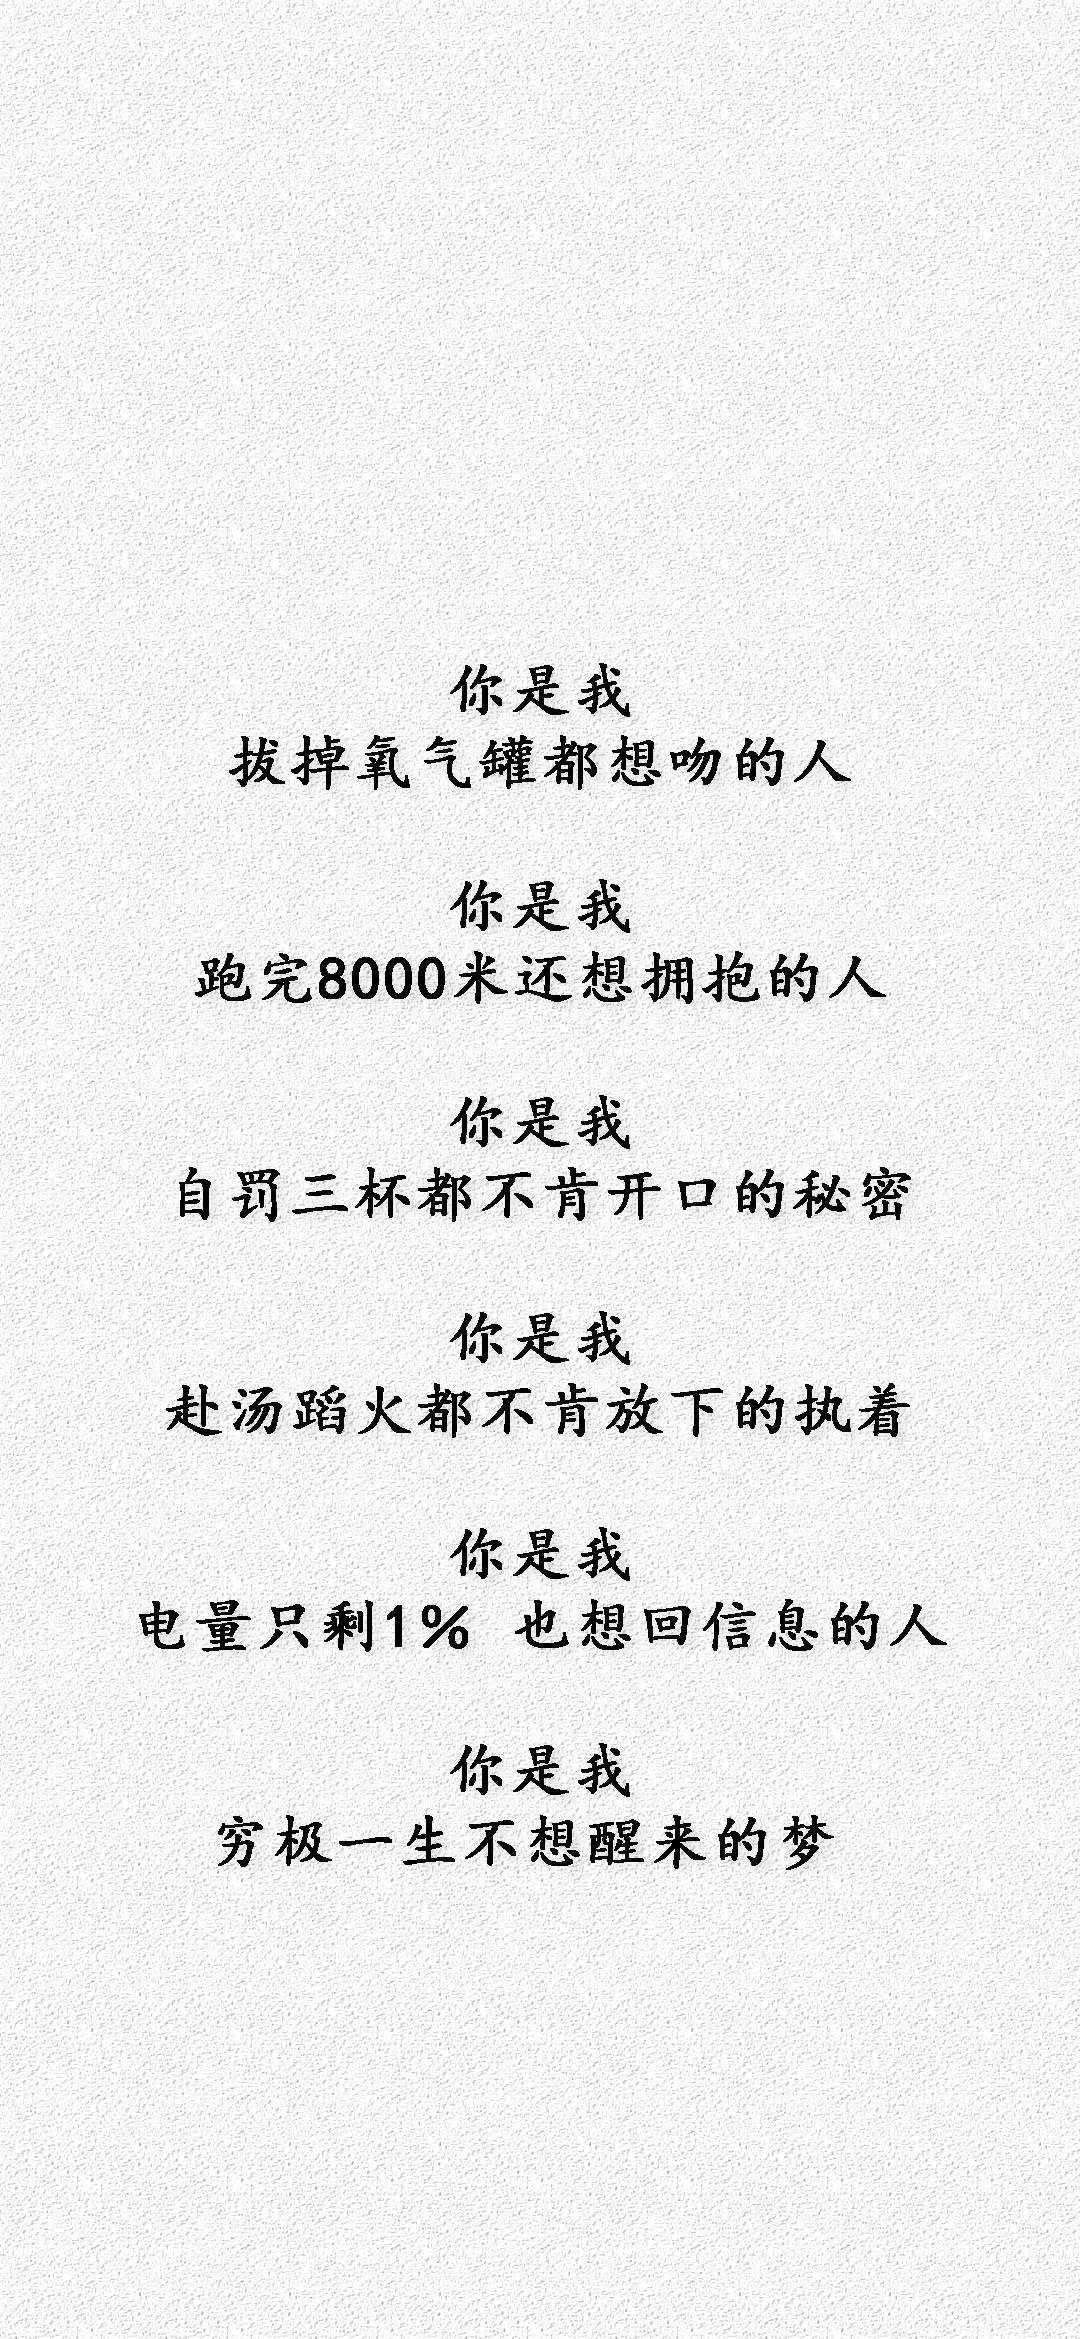 你是我
拔掉氧气罐都想吻的人
你是我
跑完8000米还想拥抱的人
你是我
自罚三杯都不肯开口的秘密
你是我
赴汤蹈火都不肯放下的执着
你是我
电量只剩1% 也想回信息的人
你是我
穷极一生不想醒来的梦